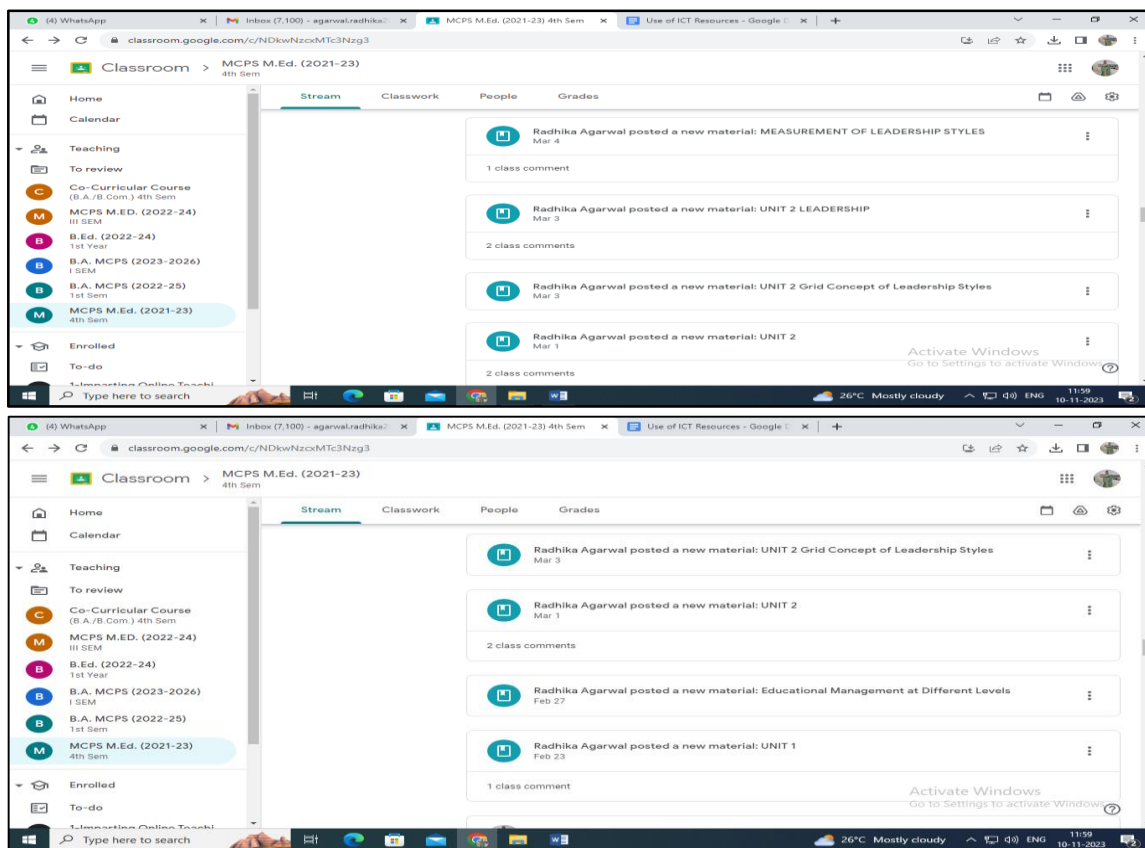 (4) WhatsApp
Inbox (7,100) - agarwal.radhika2
MCPS M.Ed. (2021-23) 4th Sem
Use of ICT Resources - Google D
classroom.google.com/c/NDkwNzcxMTc3Nzg3
Classroom > MCPS M.Ed. (2021-23)
4th Sem
Stream Classwork People Grades
Home
Calendar
Teaching
To review
C Co-Curricular Course
(B.A./B.Com.) 4th Sem
M MCPS M.ED. (2022-24)
III SEM
B B.Ed. (2022-24)
1st Year
B B.A. MCPS (2023-2026)
I SEM
B B.A. MCPS (2022-25)
1st Sem
M MCPS M.Ed. (2021-23)
4th Sem
Enrolled
To-do
1-Imparting Online Teachi
Radhika Agarwal posted a new material: MEASUREMENT OF LEADERSHIP STYLES
Mar 4
1 class comment
Radhika Agarwal posted a new material: UNIT 2 LEADERSHIP
Mar 3
2 class comments
Radhika Agarwal posted a new material: UNIT 2 Grid Concept of Leadership Styles
Mar 3
Radhika Agarwal posted a new material: UNIT 2
Mar 1
2 class comments
Activate Windows
Go to Settings to activate Windows.
Type here to search
26°C Mostly cloudy
ENG
11:59
10-11-2023
(4) WhatsApp
Inbox (7,100) - agarwal.radhika2
MCPS M.Ed. (2021-23) 4th Sem
Use of ICT Resources - Google D
classroom.google.com/c/NDkwNzcxMTc3Nzg3
Classroom > MCPS M.Ed. (2021-23)
4th Sem
Stream Classwork People Grades
Home
Calendar
Teaching
To review
C Co-Curricular Course
(B.A./B.Com.) 4th Sem
M MCPS M.ED. (2022-24)
III SEM
B B.Ed. (2022-24)
1st Year
B B.A. MCPS (2023-2026)
I SEM
B B.A. MCPS (2022-25)
1st Sem
M MCPS M.Ed. (2021-23)
4th Sem
Enrolled
To-do
1-Imparting Online Teachi
Radhika Agarwal posted a new material: UNIT 2 Grid Concept of Leadership Styles
Mar 3
Radhika Agarwal posted a new material: UNIT 2
Mar 1
2 class comments
Radhika Agarwal posted a new material: Educational Management at Different Levels
Feb 27
Radhika Agarwal posted a new material: UNIT 1
Feb 23
1 class comment
Activate Windows
Go to Settings to activate Windows.
Type here to search
26°C Mostly cloudy
ENG
11:59
10-11-2023